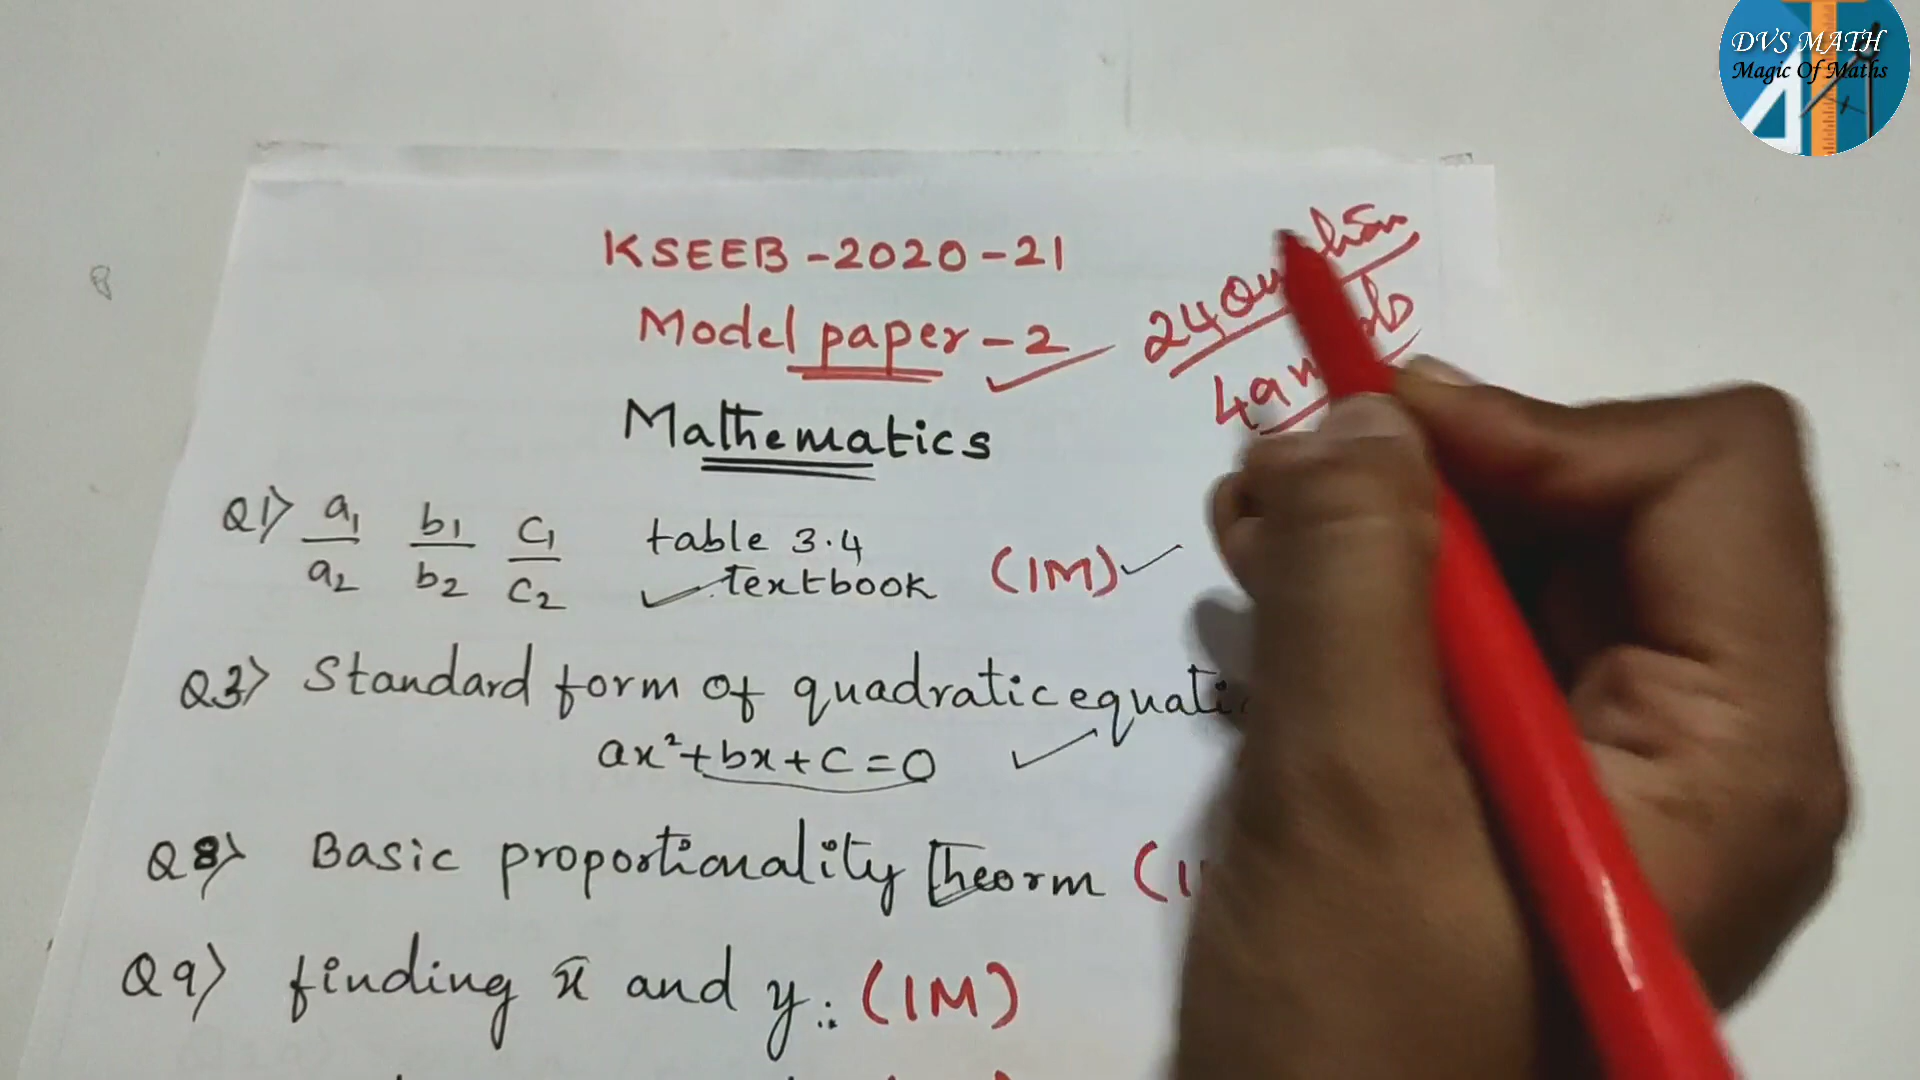 DVS MATH
Magic Of Maths
KSEEB - 2020 - 21
Model paper - 2
24
Mathematics
Q1) a1/a2 b1/b2 c1/c2 table 3.4
textbook (1M)
Q3) Standard form of quadratic
ax²+bx+c=0
Q8) Basic proportionality theorm
Q9) finding x̄ and y: (1M)